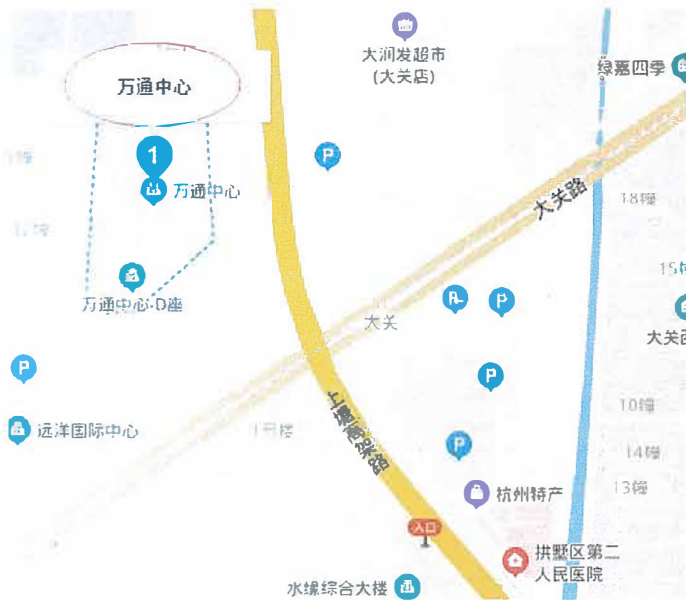 大润发超市
(大关店)
绿嘉四季
万通中心
P
1
万通中心
大关路
18幢
万通中心-D座
P
15幢
大关
P
P
远洋国际中心
1号楼
上塘高架路
P
10幢
14幢
13幢
杭州特产
入口
拱墅区第二
人民医院
水缘综合大楼